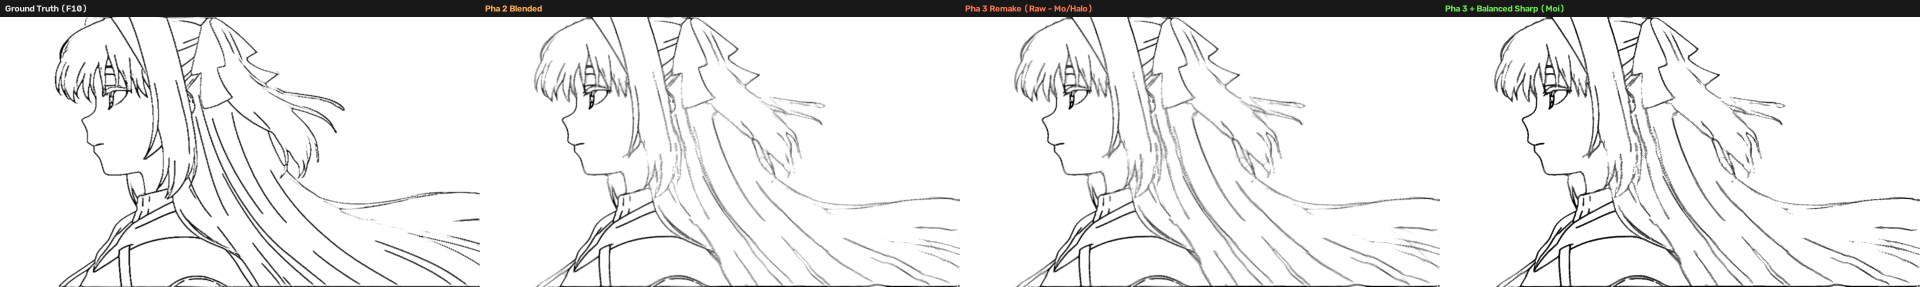 Ground Truth (F10)
Pha 2 Blended
Pha 3 Remake (Raw - Mo/Halo)
Pha 3 + Balanced Sharp (Moi)